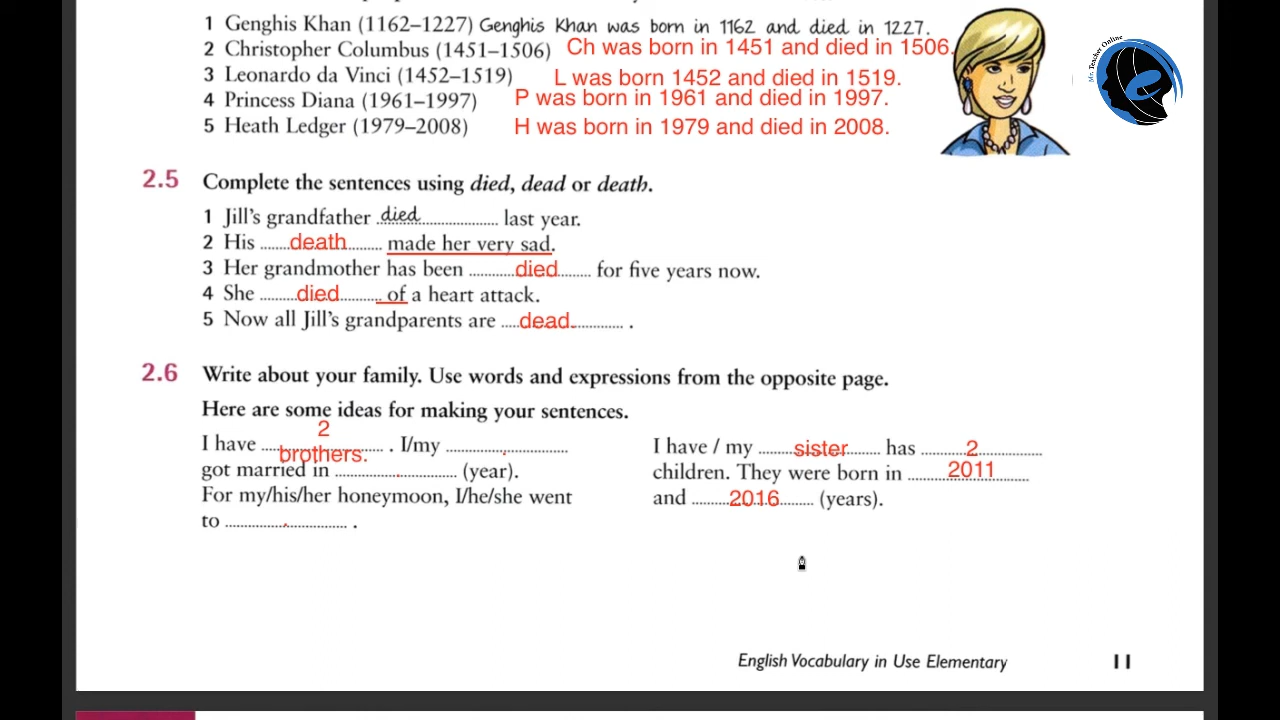 1 Genghis Khan (1162–1227) Genghis Khan was born in 1162 and died in 1227.
2 Christopher Columbus (1451–1506) Ch was born in 1451 and died in 1506.
3 Leonardo da Vinci (1452–1519) L was born 1452 and died in 1519.
4 Princess Diana (1961–1997) P was born in 1961 and died in 1997.
5 Heath Ledger (1979–2008) H was born in 1979 and died in 2008.
Mr. Teacher Online
2.5 Complete the sentences using died, dead or death.
1 Jill's grandfather died last year.
2 His death made her very sad.
3 Her grandmother has been died for five years now.
4 She died of a heart attack.
5 Now all Jill's grandparents are dead. .
2.6 Write about your family. Use words and expressions from the opposite page.
Here are some ideas for making your sentences.
I have 2 brothers. . I/my .
got married in . (year).
For my/his/her honeymoon, I/he/she went
to . .
I have / my sister has 2
children. They were born in 2011
and 2016 (years).
English Vocabulary in Use Elementary 11